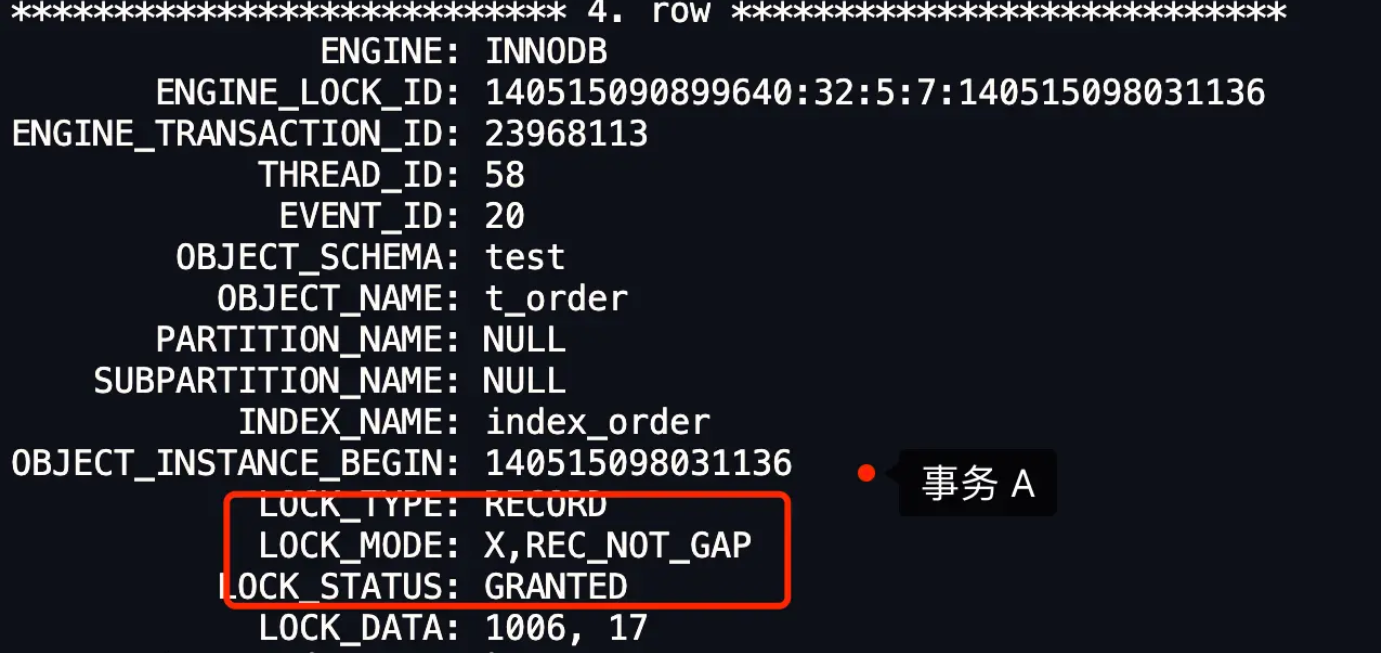 *************************** 4. row ***************************
ENGINE: INNODB
ENGINE_LOCK_ID: 140515090899640:32:5:7:140515098031136
ENGINE_TRANSACTION_ID: 23968113
THREAD_ID: 58
EVENT_ID: 20
OBJECT_SCHEMA: test
OBJECT_NAME: t_order
PARTITION_NAME: NULL
SUBPARTITION_NAME: NULL
INDEX_NAME: index_order
OBJECT_INSTANCE_BEGIN: 140515098031136
事务 A
LOCK_TYPE: RECORD
LOCK_MODE: X,REC_NOT_GAP
LOCK_STATUS: GRANTED
LOCK_DATA: 1006, 17